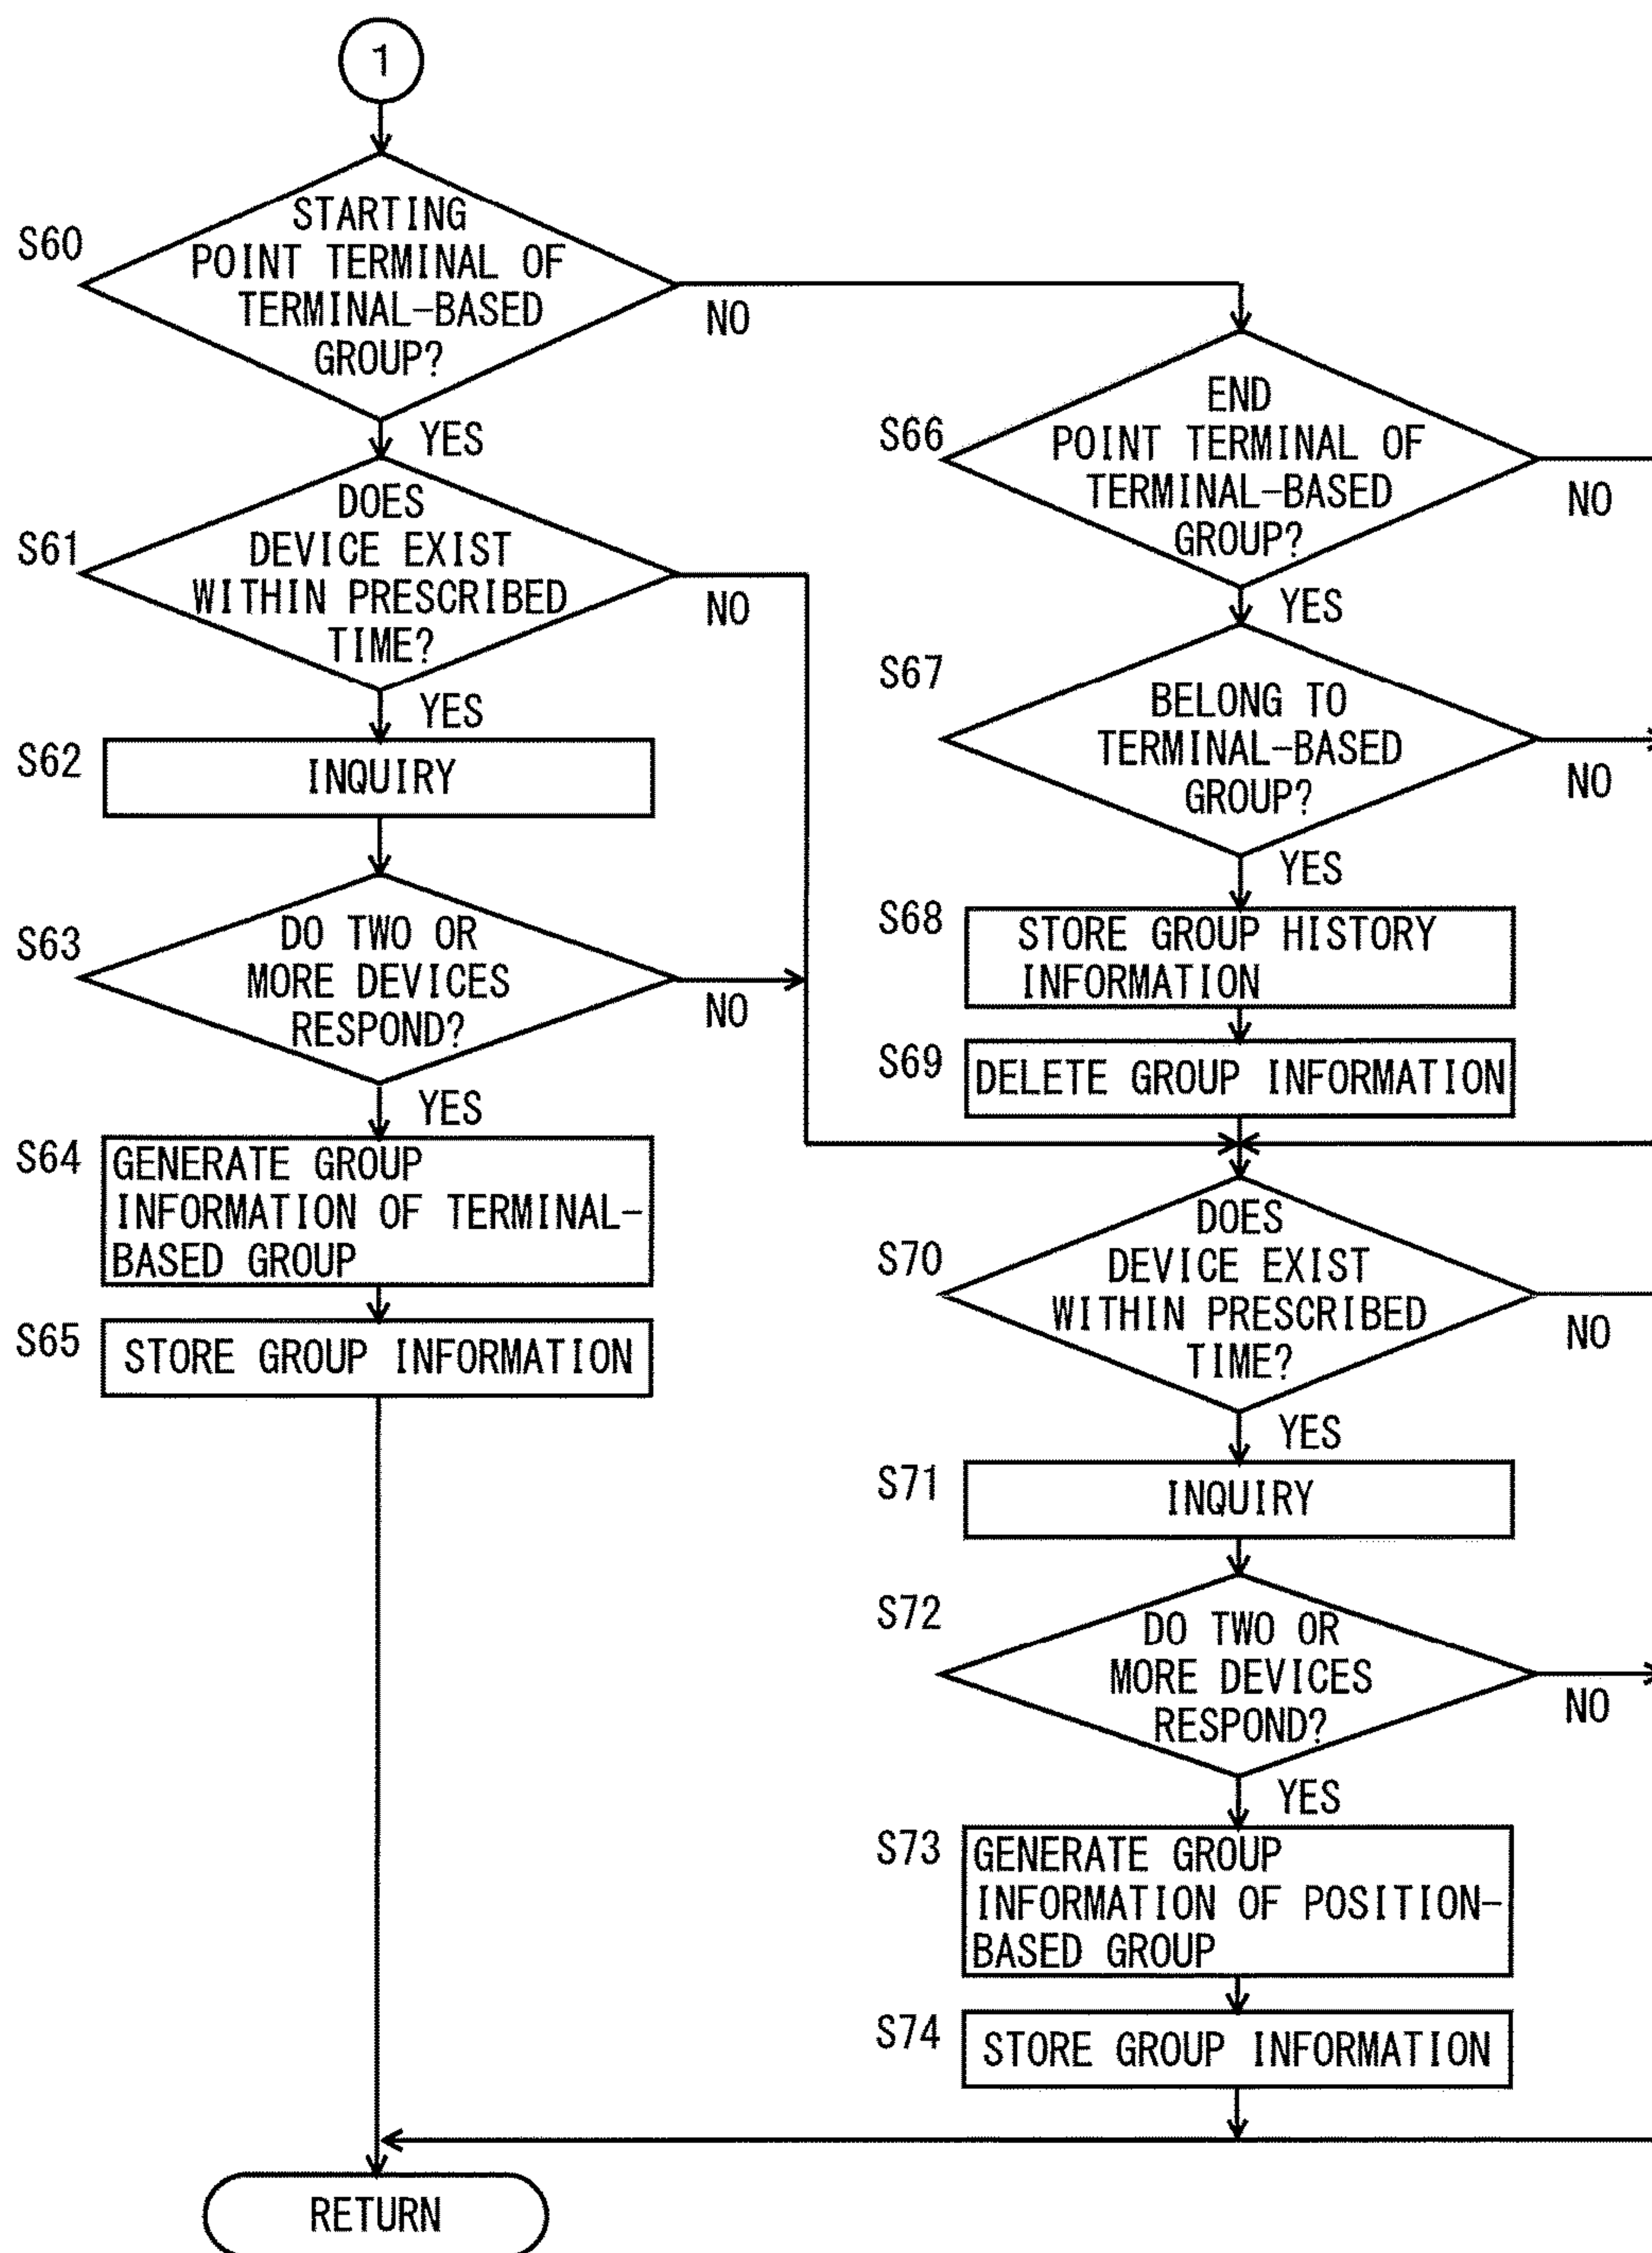 1
S60
STARTING
POINT TERMINAL OF
TERMINAL-BASED
GROUP?
NO
YES
S61
DOES
DEVICE EXIST
WITHIN PRESCRIBED
TIME?
NO
YES
S62
INQUIRY
S63
DO TWO OR
MORE DEVICES
RESPOND?
NO
YES
S64
GENERATE GROUP
INFORMATION OF TERMINAL-
BASED GROUP
S65
STORE GROUP INFORMATION
S66
END
POINT TERMINAL OF
TERMINAL-BASED
GROUP?
NO
YES
S67
BELONG TO
TERMINAL-BASED
GROUP?
NO
YES
S68
STORE GROUP HISTORY
INFORMATION
S69
DELETE GROUP INFORMATION
S70
DOES
DEVICE EXIST
WITHIN PRESCRIBED
TIME?
NO
YES
S71
INQUIRY
S72
DO TWO OR
MORE DEVICES
RESPOND?
NO
YES
S73
GENERATE GROUP
INFORMATION OF POSITION-
BASED GROUP
S74
STORE GROUP INFORMATION
RETURN